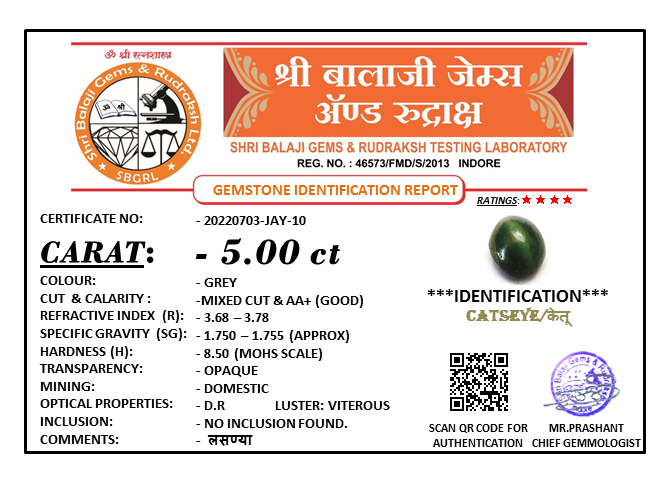 ॐ श्री रत्नशास्त्र
Shri Balaji Gems & Rudraksh Ltd.
SBGRL
श्री बालाजी जेम्स
ॲण्ड रुद्राक्ष
SHRI BALAJI GEMS & RUDRAKSH TESTING LABORATORY
REG. NO. : 46573/FMD/S/2013 INDORE
GEMSTONE IDENTIFICATION REPORT
RATINGS: ★ ★ ★ ★
CERTIFICATE NO: - 20220703-JAY-10
CARAT: - 5.00 ct
COLOUR: - GREY
CUT & CALARITY : -MIXED CUT & AA+ (GOOD)
REFRACTIVE INDEX (R): - 3.68 – 3.78
SPECIFIC GRAVITY (SG): - 1.750 – 1.755 (APPROX)
HARDNESS (H): - 8.50 (MOHS SCALE)
TRANSPARENCY: - OPAQUE
MINING: - DOMESTIC
OPTICAL PROPERTIES: - D.R LUSTER: VITEROUS
INCLUSION: - NO INCLUSION FOUND.
COMMENTS: - लसण्या
***IDENTIFICATION***
CATSEYE/केतू
SCAN QR CODE FOR
AUTHENTICATION
Shri Balaji Gems & Rudraksh
MR.PRASHANT
CHIEF GEMMOLOGIST